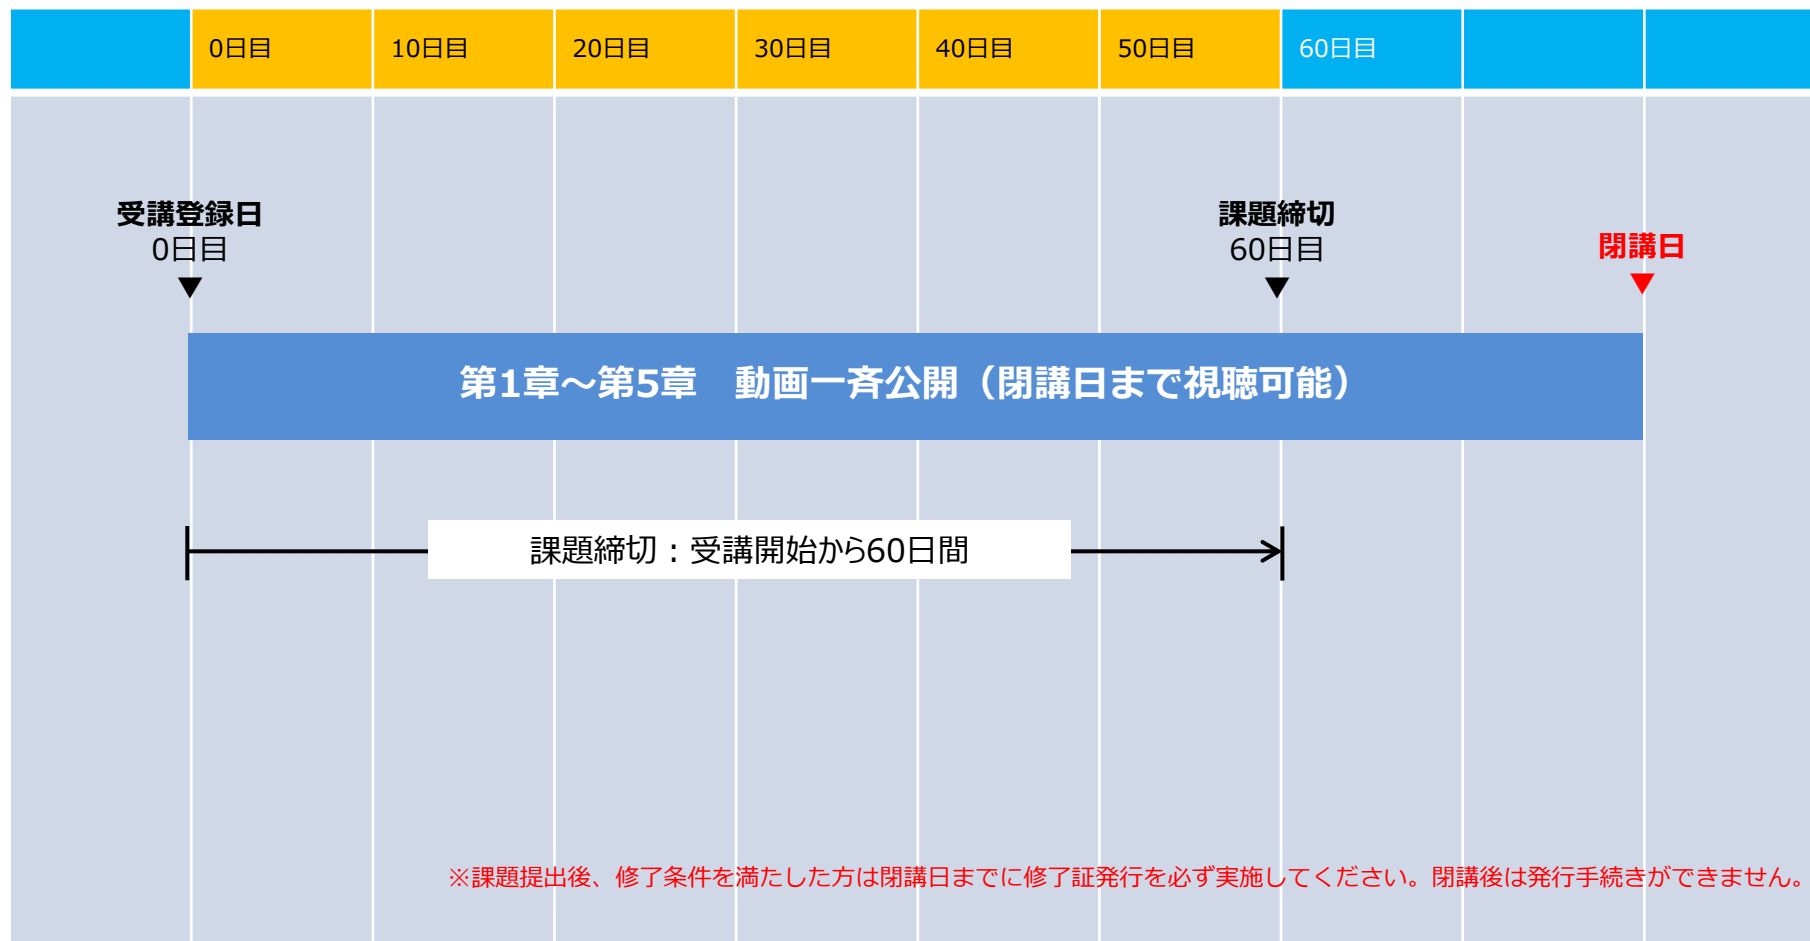 0日目
10日目
20日目
30日目
40日目
50日目
60日目
受講登録日
0日目
課題締切
60日目
閉講日
第1章～第5章　動画一斉公開（閉講日まで視聴可能）
課題締切：受講開始から60日間
※課題提出後、修了条件を満たした方は閉講日までに修了証発行を必ず実施してください。閉講後は発行手続きができません。